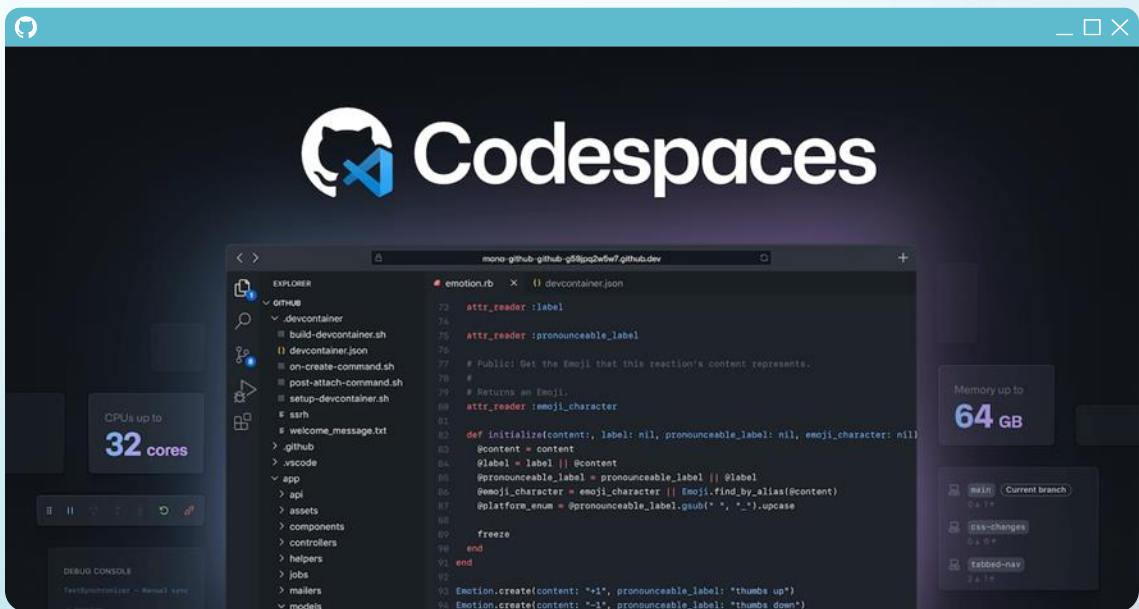 Codespaces
mona-github-github-g59jpq2w5w7.github.dev
EXPLORER
GITHUB
.devcontainer
build-devcontainer.sh
devcontainer.json
on-create-command.sh
post-attach-command.sh
setup-devcontainer.sh
ssrh
welcome_message.txt
.github
.vscode
app
api
assets
components
controllers
helpers
jobs
mailers
models
emotion.rb
devcontainer.json
73 attr_reader :label
74
75 attr_reader :pronounceable_label
76
77 # Public: Get the Emoji that this reaction's content represents.
78 #
79 # Returns an Emoji.
80 attr_reader :emoji_character
81
82 def initialize(content:, label: nil, pronounceable_label: nil, emoji_character: nil)
83 @content = content
84 @label = label || @content
85 @pronounceable_label = pronounceable_label || @label
86 @emoji_character = emoji_character || Emoji.find_by_alias(@content)
87 @platform_enum = @pronounceable_label.gsub(" ", "_").upcase
88
89 freeze
90 end
91 end
92
93 Emotion.create(content: "+1", pronounceable_label: "thumbs up")
94 Emotion.create(content: "-1", pronounceable_label: "thumbs down")
CPUs up to
32 cores
DEBUG CONSOLE
TextSynchronizer – Manual sync
Memory up to
64 GB
main Current branch
css-changes
tabbed-nav